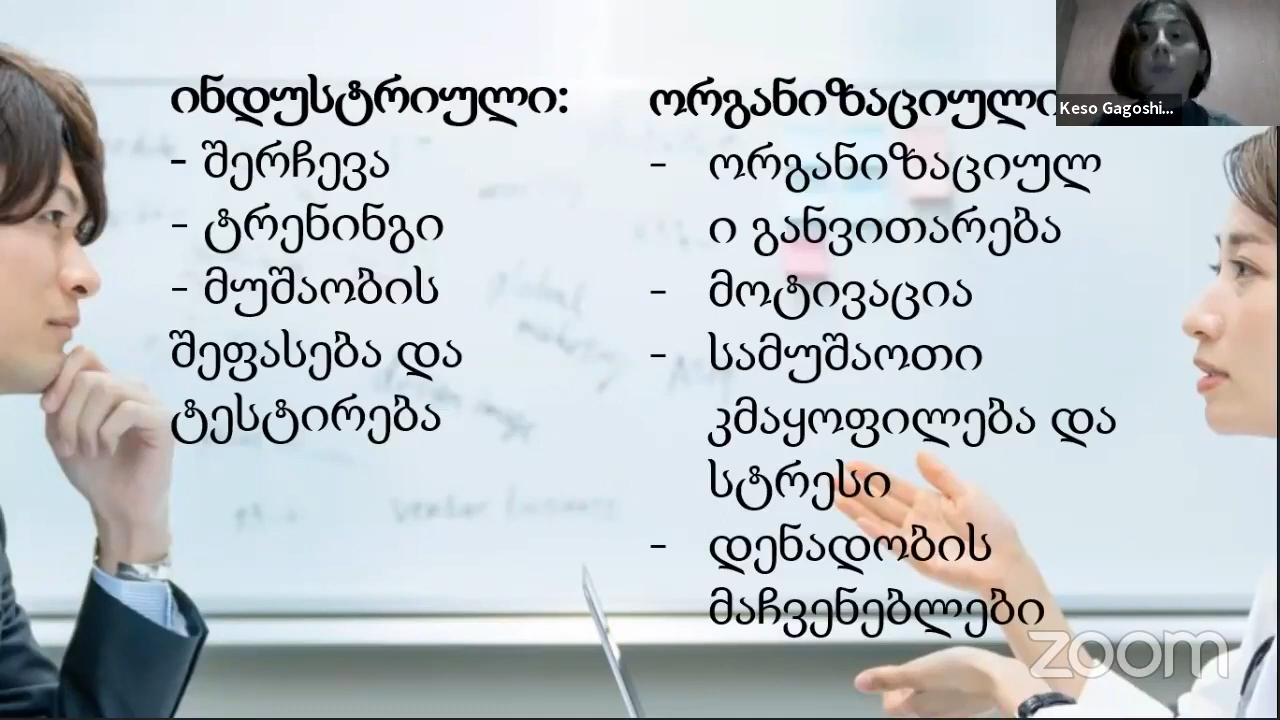 ინდუსტრიული:
- შერჩევა
- ტრენინგი
- მუშაობის
შეფასება და
ტესტირება
ორგანიზაციული
- ორგანიზაციულ
ი განვითარება
- მოტივაცია
- სამუშაოთი
კმაყოფილება და
სტრესი
- დენადობის
მაჩვენებლები
Keso Gagoshi...
zoom